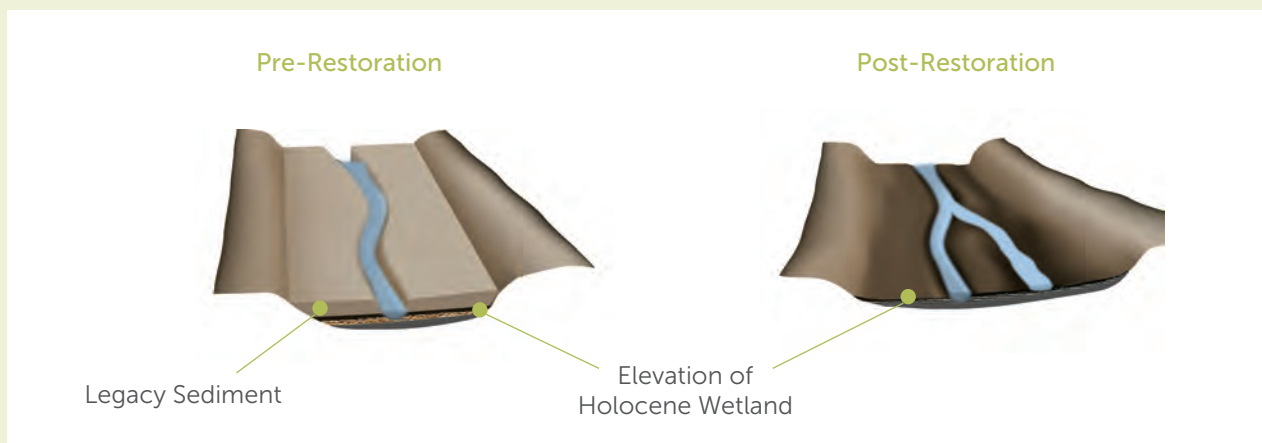 Pre-Restoration
Post-Restoration
Legacy Sediment
Elevation of
Holocene Wetland